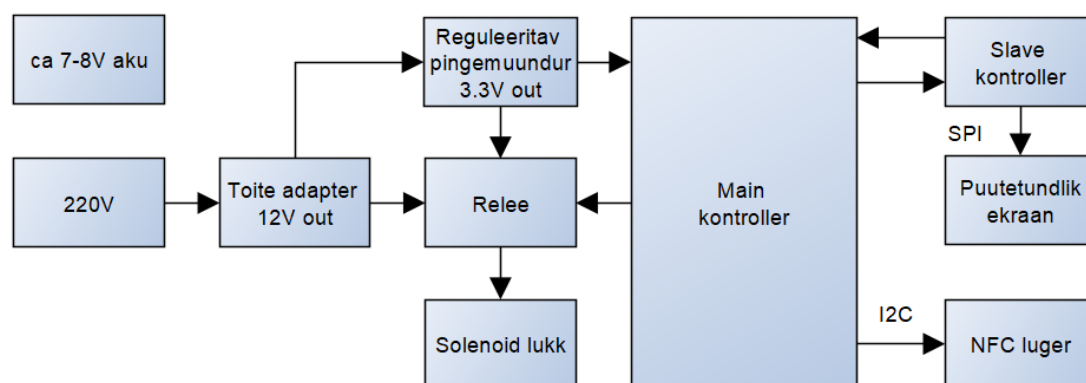 ca 7-8V aku
Reguleeritav
pingemuundur
3.3V out
Slave
kontroller
SPI
220V
Toite adapter
12V out
Relee
Main
kontroller
Puutetundlik
ekraan
Solenoid lukk
I2C
NFC luger